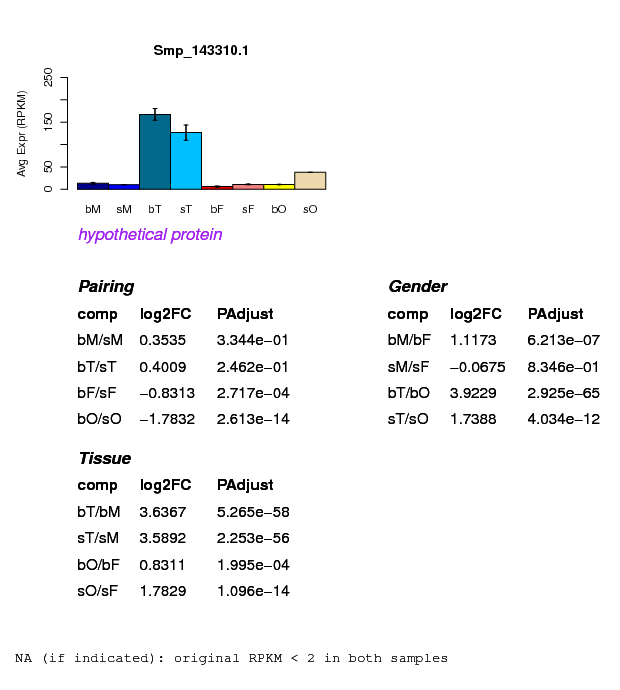 Smp_143310.1
Avg Expr (RPKM)
0 50 150 250
bM sM bT sT bF sF bO sO
hypothetical protein
Pairing
comp log2FC PAdjust
bM/sM 0.3535 3.344e−01
bT/sT 0.4009 2.462e−01
bF/sF −0.8313 2.717e−04
bO/sO −1.7832 2.613e−14
Gender
comp log2FC PAdjust
bM/bF 1.1173 6.213e−07
sM/sF −0.0675 8.346e−01
bT/bO 3.9229 2.925e−65
sT/sO 1.7388 4.034e−12
Tissue
comp log2FC PAdjust
bT/bM 3.6367 5.265e−58
sT/sM 3.5892 2.253e−56
bO/bF 0.8311 1.995e−04
sO/sF 1.7829 1.096e−14
NA (if indicated): original RPKM < 2 in both samples